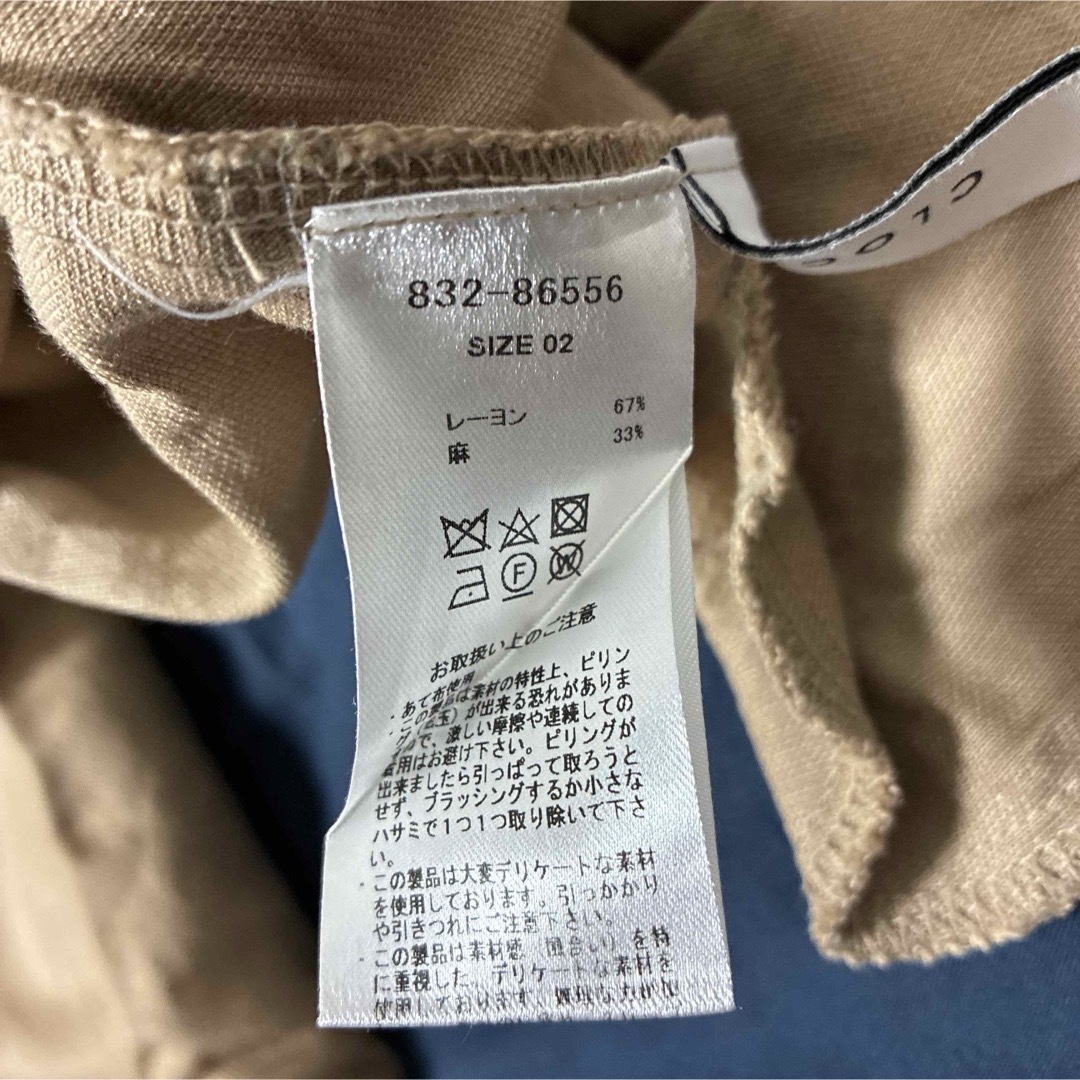 832-86556
SIZE 02
レーヨン 67%
麻 33%
F
W
お取扱い上のご注意
・あて布使用
・この製品は素材の特性上、ピリン
グ(毛玉)が出来る恐れがありま
すので、激しい摩擦や連続しての
着用はお避け下さい。ピリングが
出来ましたら引っぱって取ろうと
せず、ブラッシングするか小さな
ハサミで1つ1つ取り除いて下さ
い。
・この製品は大変デリケートな素材
を使用しております。引っかかり
や引きつれにご注意下さい。
・この製品は素材感(風合い)を特
に重視した、デリケートな素材を
使用しております。